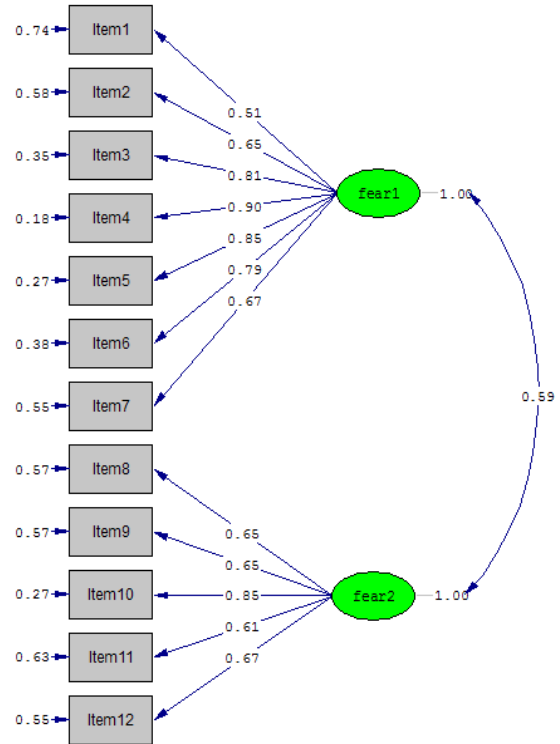 0.74 Item1
0.58 Item2
0.51
0.65
0.35 Item3
0.81
fear1 1.00
0.90
0.18 Item4
0.85
0.79
0.27 Item5
0.67
0.38 Item6
0.59
0.55 Item7
0.57 Item8
0.57 Item9
0.65
0.65
0.27 Item10
0.85
fear2 1.00
0.61
0.63 Item11
0.67
0.55 Item12